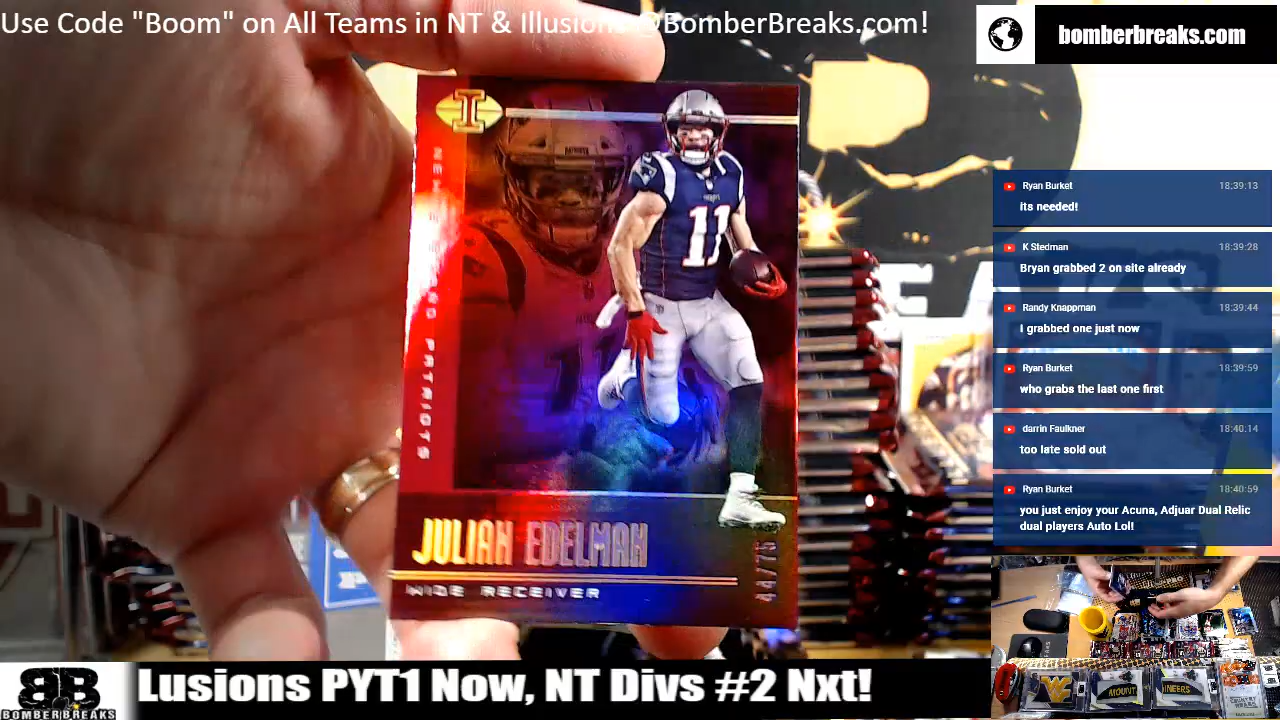 Use Code "Boom" on All Teams in NT & Illusions @BomberBreaks.com!
bomberbreaks.com
I
PATRIOTS
11
JULIAN EDELMAN
WIDE RECEIVER
Ryan Burket 18:39:13
its needed!
K Stedman 18:39:28
Bryan grabbed 2 on site already
Randy Knappman 18:39:44
I grabbed one just now
Ryan Burket 18:39:59
who grabs the last one first
darrin Faulkner 18:40:14
too late sold out
Ryan Burket 18:40:59
you just enjoy your Acuna, Adjuar Dual Relic
dual players Auto Lol!
MOUNT
INEERS
BB
BOMBERBREAKS
Lusions PYT1 Now, NT Divs #2 Nxt!